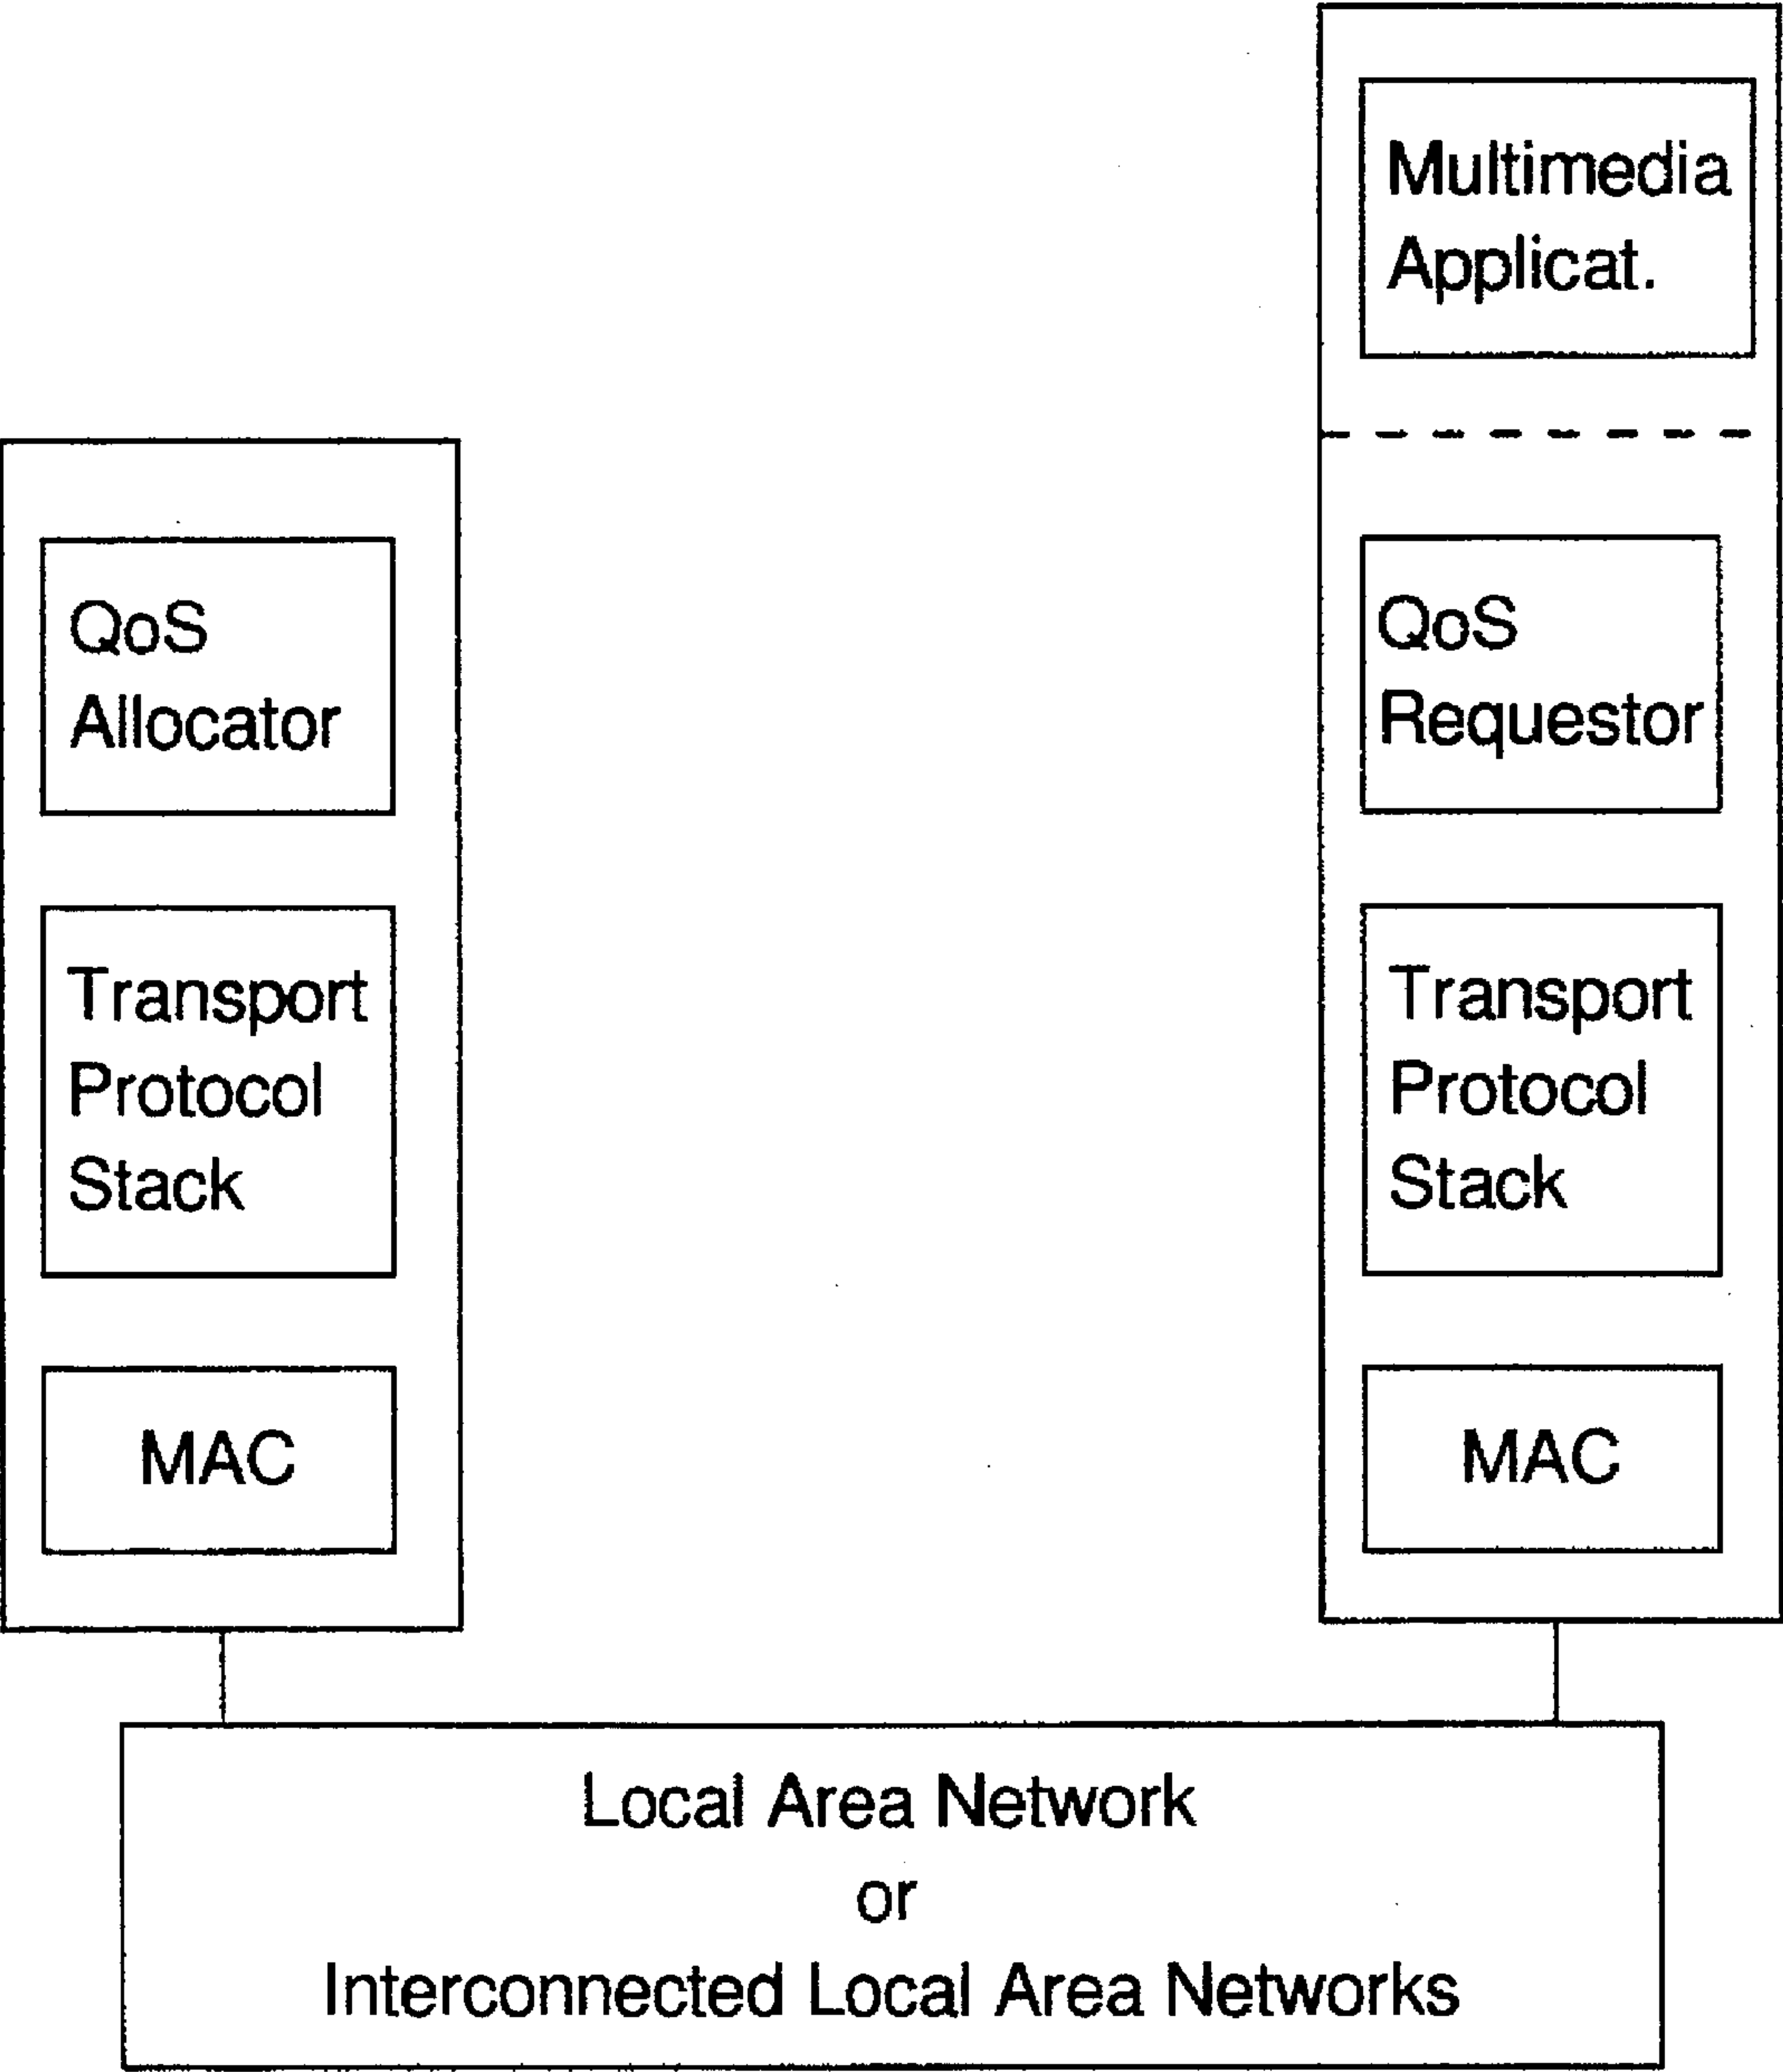 QoS
Allocator
Transport
Protocol
Stack
MAC
Multimedia
Applicat.
QoS
Requestor
Transport
Protocol
Stack
MAC
Local Area Network
or
Interconnected Local Area Networks